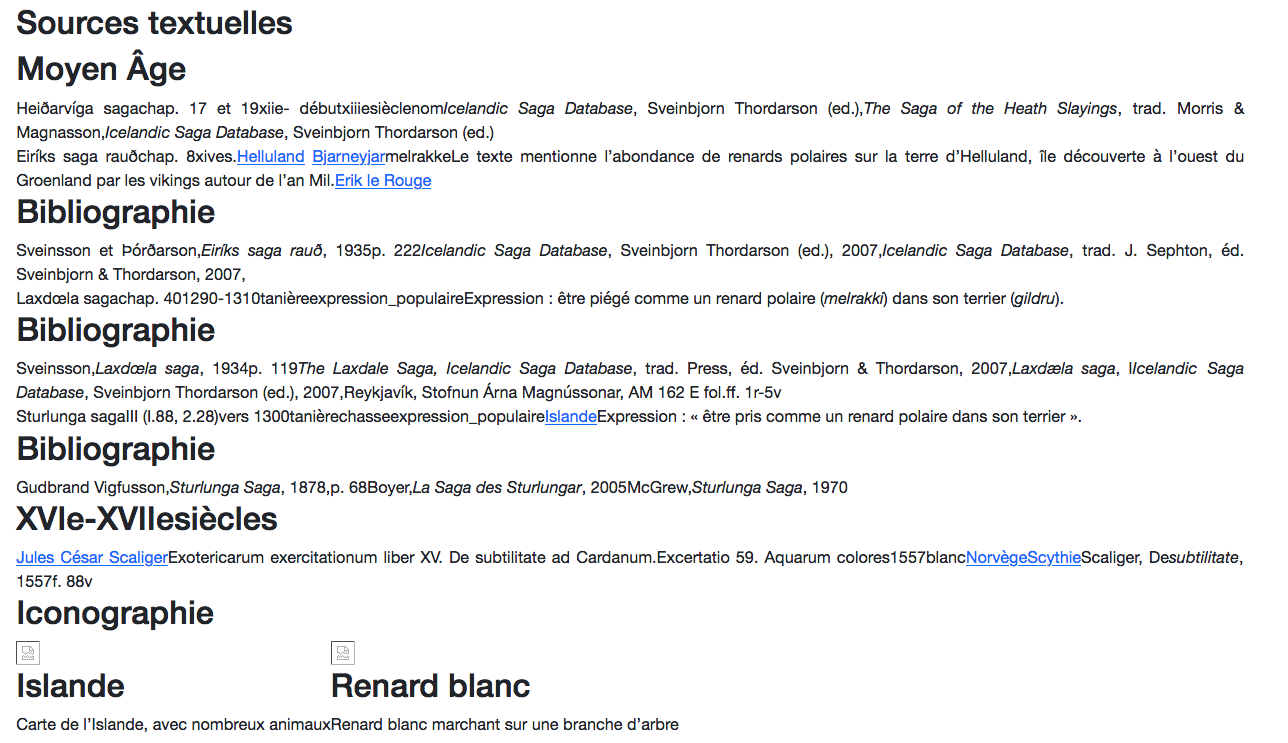 Sources textuelles
Moyen Âge
Heiðarvíga sagachap. 17 et 19xiie- débutxiiiesièclenomIcelandic Saga Database, Sveinbjorn Thordarson (ed.),The Saga of the Heath Slayings, trad. Morris &
Magnasson,Icelandic Saga Database, Sveinbjorn Thordarson (ed.)
Eiríks saga rauðchap. 8xives.Helluland Bjarneyjarmelrakkele texte mentionne l’abondance de renards polaires sur la terre d’Helluland, île découverte à l’ouest du
Groenland par les vikings autour de l’an Mil.Erik le Rouge
Bibliographie
Sveinsson et Þórðarson,Eiríks saga rauð, 1935p. 222Icelandic Saga Database, Sveinbjorn Thordarson (ed.), 2007,Icelandic Saga Database, trad. J. Sephton, éd.
Sveinbjorn & Thordarson, 2007,
Laxdœla sagachap. 401290-1310tanièreexpression_populaireExpression : être piégé comme un renard polaire (melrakki) dans son terrier (gildru).
Bibliographie
Sveinsson,Laxdœla saga, 1934p. 119The Laxdale Saga, Icelandic Saga Database, trad. Press, éd. Sveinbjorn & Thordarson, 2007,Laxdæla saga, lIcelandic Saga
Database, Sveinbjorn Thordarson (ed.), 2007,Reykjavík, Stofnun Árna Magnússonar, AM 162 E fol.ff. 1r-5v
Sturlunga sagaIII (I.88, 2.28)vers 1300tanièrechasseexpression_populaireIslandeExpression : « être pris comme un renard polaire dans son terrier ».
Bibliographie
Gudbrand Vigfusson,Sturlunga Saga, 1878,p. 68Boyer,La Saga des Sturlungar, 2005McGrew,Sturlunga Saga, 1970
XVIe-XVIIesiècles
Jules César ScaligerExotericarum exercitationum liber XV. De subtilitate ad Cardanum.Excertatio 59. Aquarum colores1557blancNorvègeScythieScaliger, Desubtilitate,
1557f. 88v
Iconographie
Islande
Carte de l’Islande, avec nombreux animaux
Renard blanc
Renard blanc marchant sur une branche d’arbre